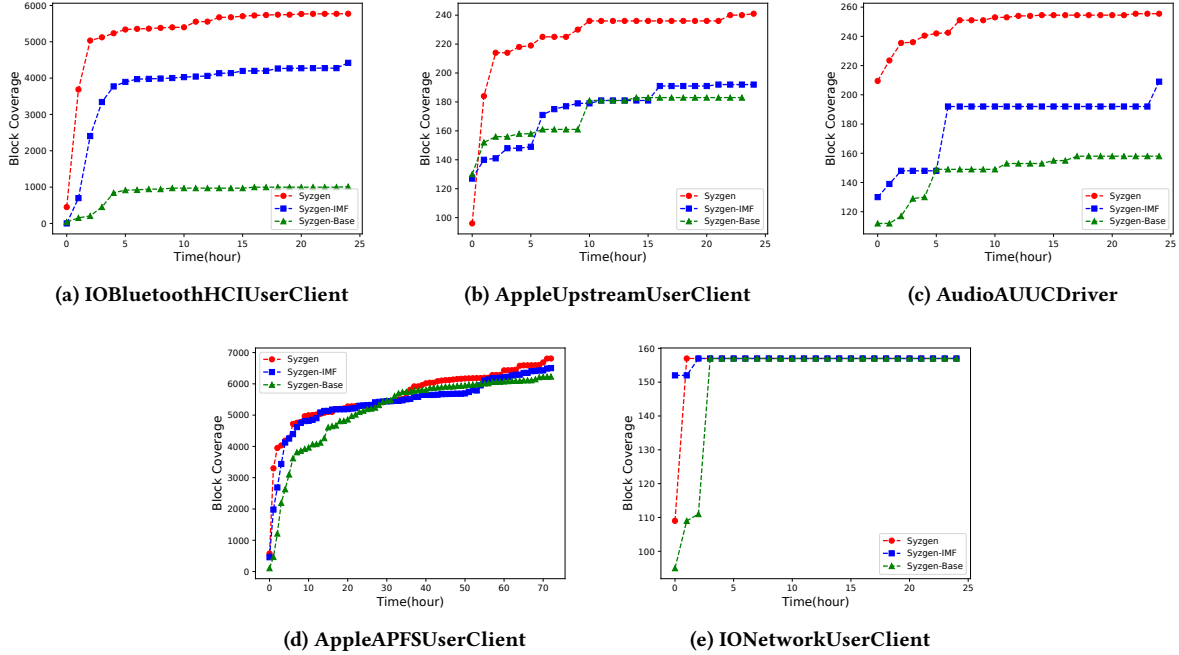 6000
5000
4000
3000
2000
1000
0
Block Coverage
0 5 10 15 20 25
Time(hour)
Syzgen
Syzgen-IMF
Syzgen-Base
(a) IOBluetoothHCIUserClient
240
220
200
180
160
140
120
100
Block Coverage
0 5 10 15 20 25
Time(hour)
Syzgen
Syzgen-IMF
Syzgen-Base
(b) AppleUpstreamUserClient
260
240
220
200
180
160
140
120
Block Coverage
0 5 10 15 20 25
Time(hour)
Syzgen
Syzgen-IMF
Syzgen-Base
(c) AudioAUUCDriver
7000
6000
5000
4000
3000
2000
1000
0
Block Coverage
0 10 20 30 40 50 60 70
Time(hour)
Syzgen
Syzgen-IMF
Syzgen-Base
(d) AppleAPFSUserClient
160
150
140
130
120
110
100
Block Coverage
0 5 10 15 20 25
Time(hour)
Syzgen
Syzgen-IMF
Syzgen-Base
(e) IONetworkUserClient